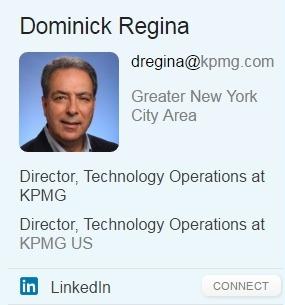 Dominick Regina
dregina@kpmg.com
Greater New York
City Area
Director, Technology Operations at
KPMG
Director, Technology Operations at
KPMG US
in LinkedIn
CONNECT